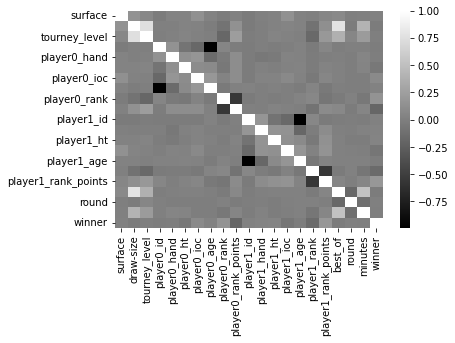 surface
tourney_level
player0_hand
player0_ioc
player0_rank
player1_id
player1_ht
player1_age
player1_rank_points
round
winner
surface
draw-size
tourney_level
player0_id
player0_hand
player0_ht
player0_ioc
player0_age
player0_rank
player0_rank_points
player1_id
player1_hand
player1_ht
player1_ioc
player1_age
player1_rank
player1_rank_points
best_of
round
minutes
winner
1.00
0.75
0.50
0.25
0.00
−0.25
−0.50
−0.75